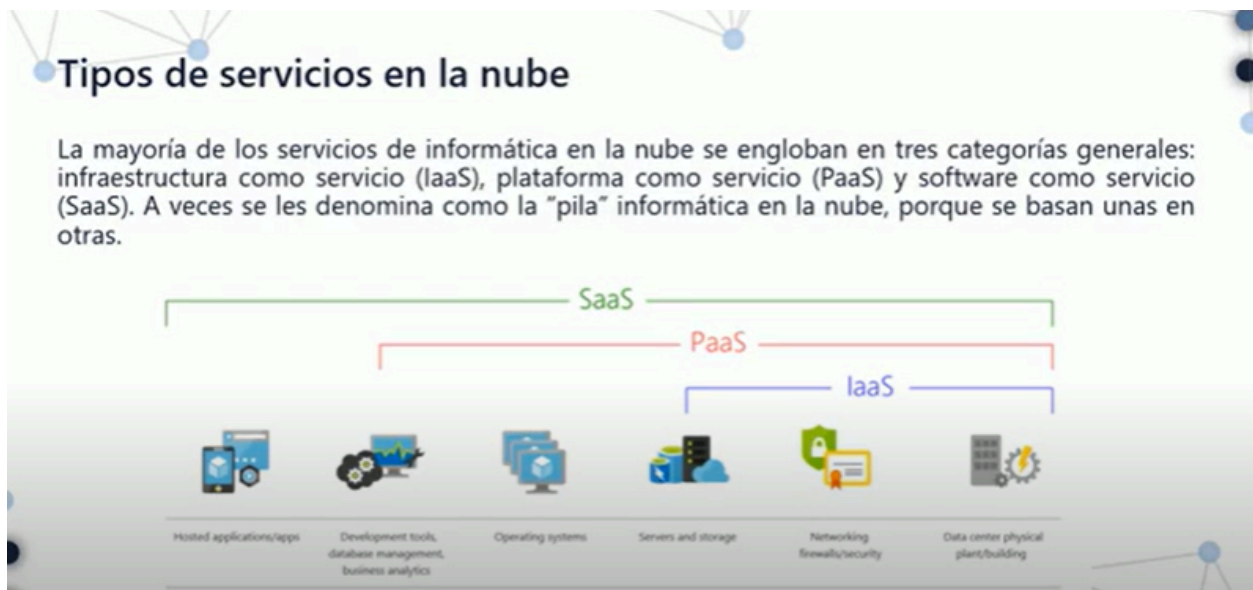 Tipos de servicios en la nube
La mayoría de los servicios de informática en la nube se engloban en tres categorías generales:
infraestructura como servicio (IaaS), plataforma como servicio (PaaS) y software como servicio
(SaaS). A veces se les denomina como la "pila" informática en la nube, porque se basan unas en
otras.
SaaS
PaaS
IaaS
Hosted applications/apps
Development tools,
database management,
business analytics
Operating systems
Servers and storage
Networking
firewalls/security
Data center physical
plant/building